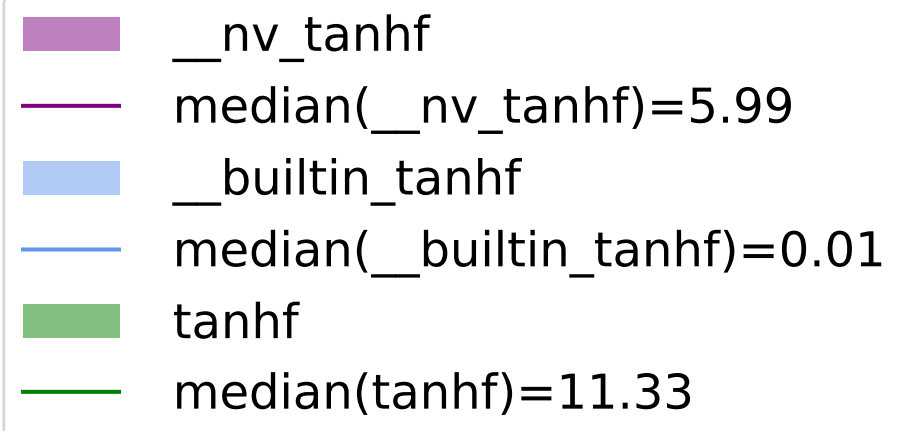 __nv_tanhf
median(__nv_tanhf)=5.99
__builtin_tanhf
median(__builtin_tanhf)=0.01
tanhf
median(tanhf)=11.33